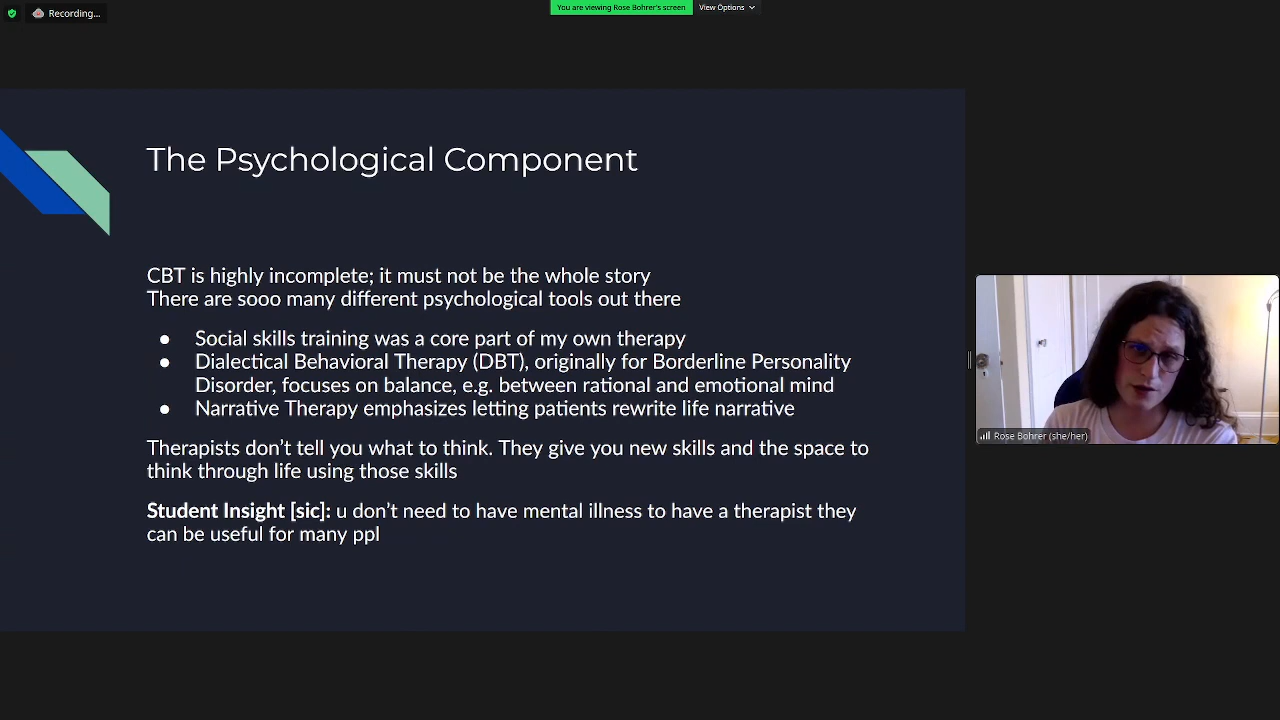 Recording...
You are viewing Rose Bohrer's screen
View Options
The Psychological Component
CBT is highly incomplete; it must not be the whole story
There are sooo many different psychological tools out there
● Social skills training was a core part of my own therapy
● Dialectical Behavioral Therapy (DBT), originally for Borderline Personality
Disorder, focuses on balance, e.g. between rational and emotional mind
● Narrative Therapy emphasizes letting patients rewrite life narrative
Therapists don't tell you what to think. They give you new skills and the space to
think through life using those skills
Student Insight [sic]: u don't need to have mental illness to have a therapist they
can be useful for many ppl
Rose Bohrer (she/her)